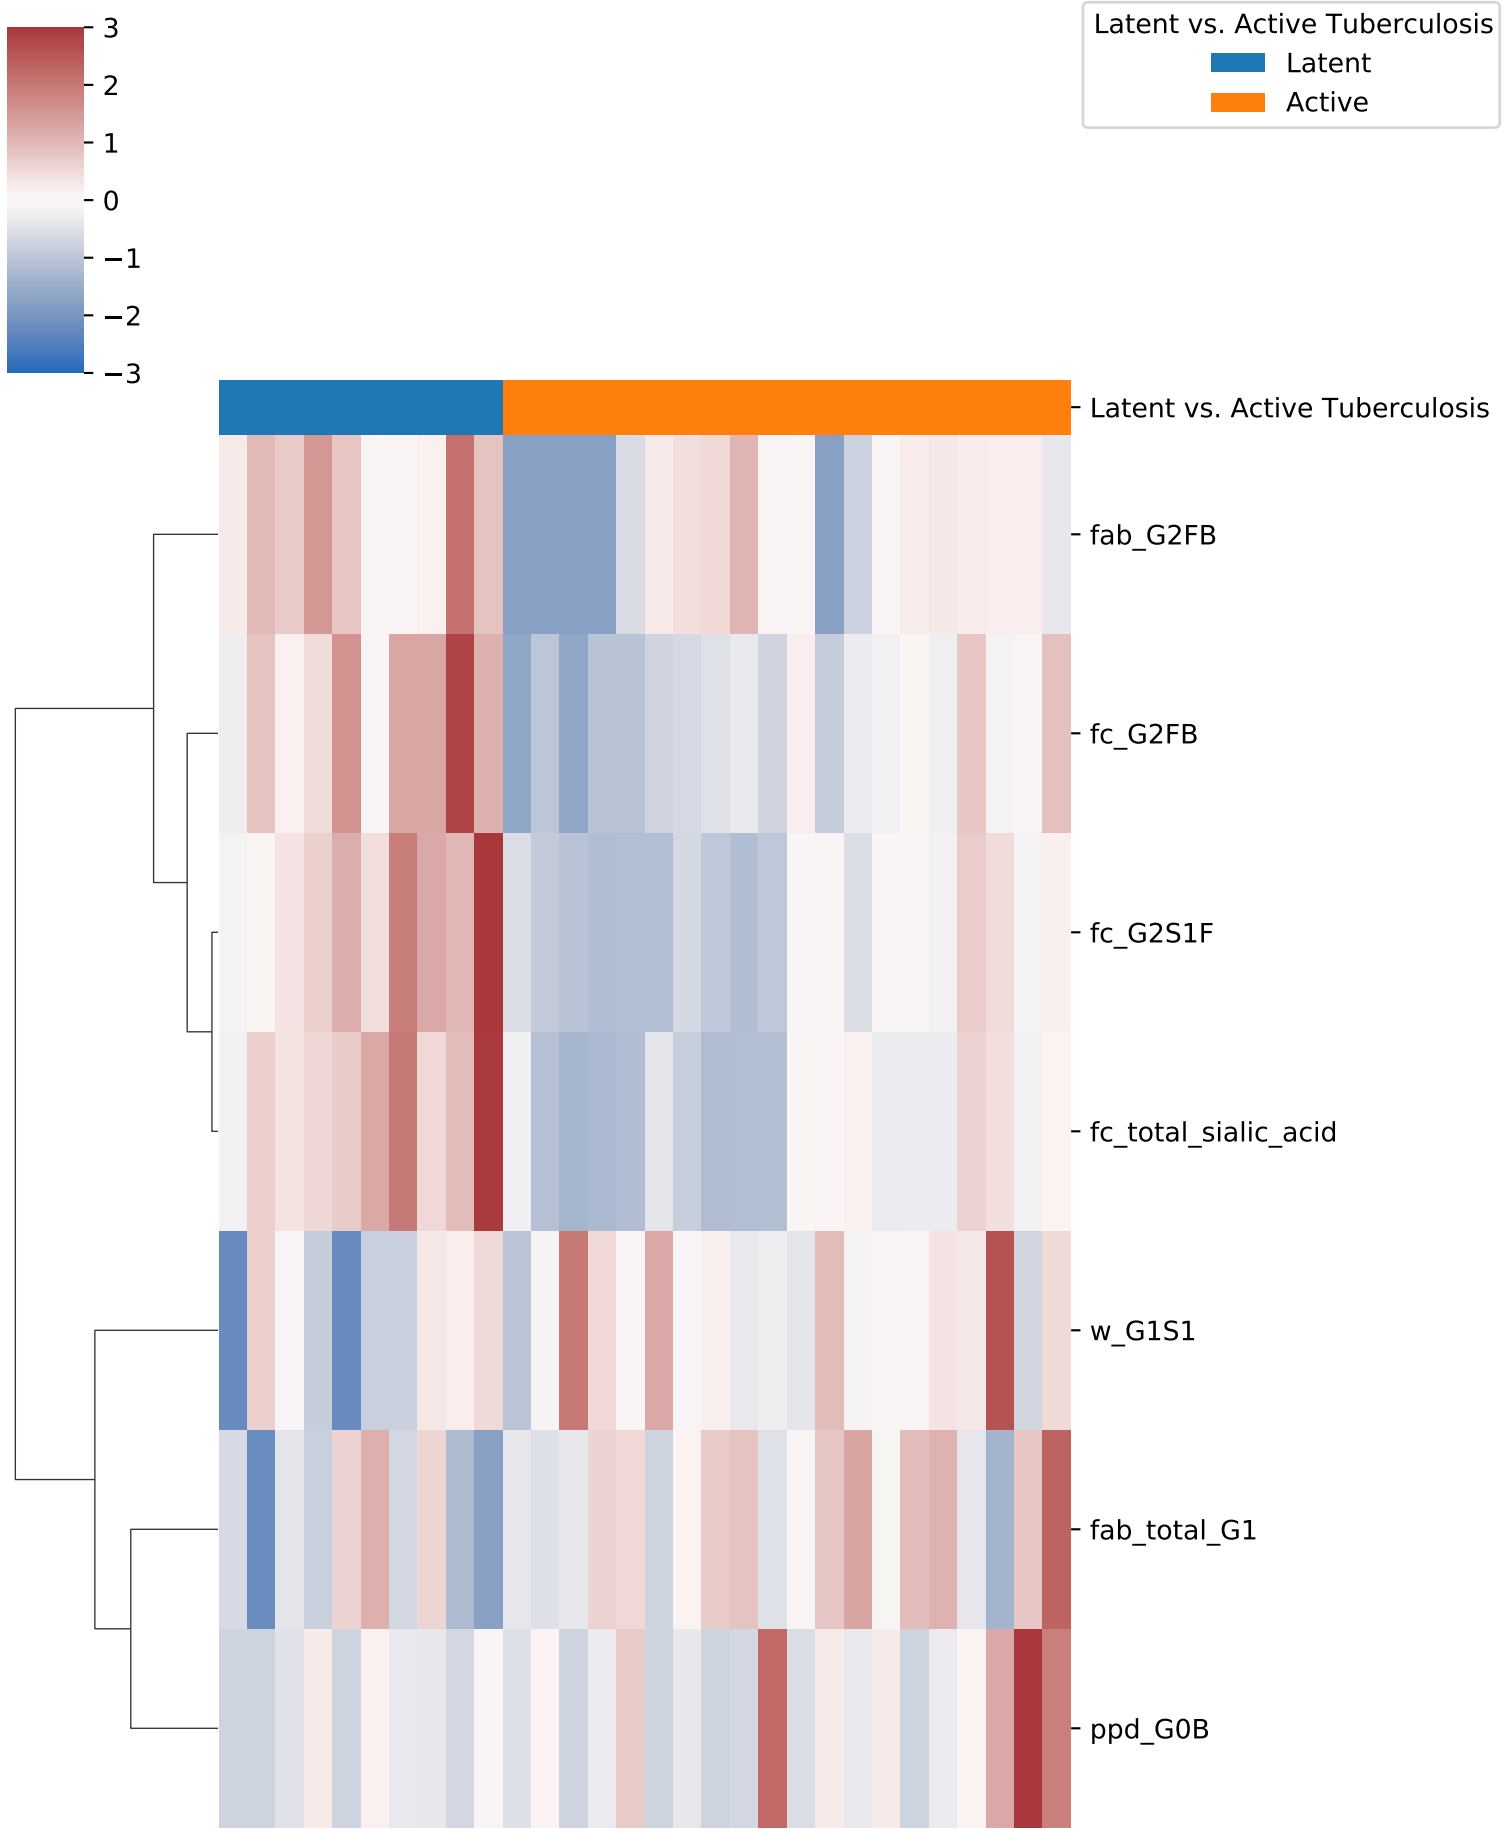 3
2
1
0
−1
−2
−3
Latent vs. Active Tuberculosis
Latent
Active
Latent vs. Active Tuberculosis
fab_G2FB
fc_G2FB
fc_G2S1F
fc_total_sialic_acid
w_G1S1
fab_total_G1
ppd_G0B